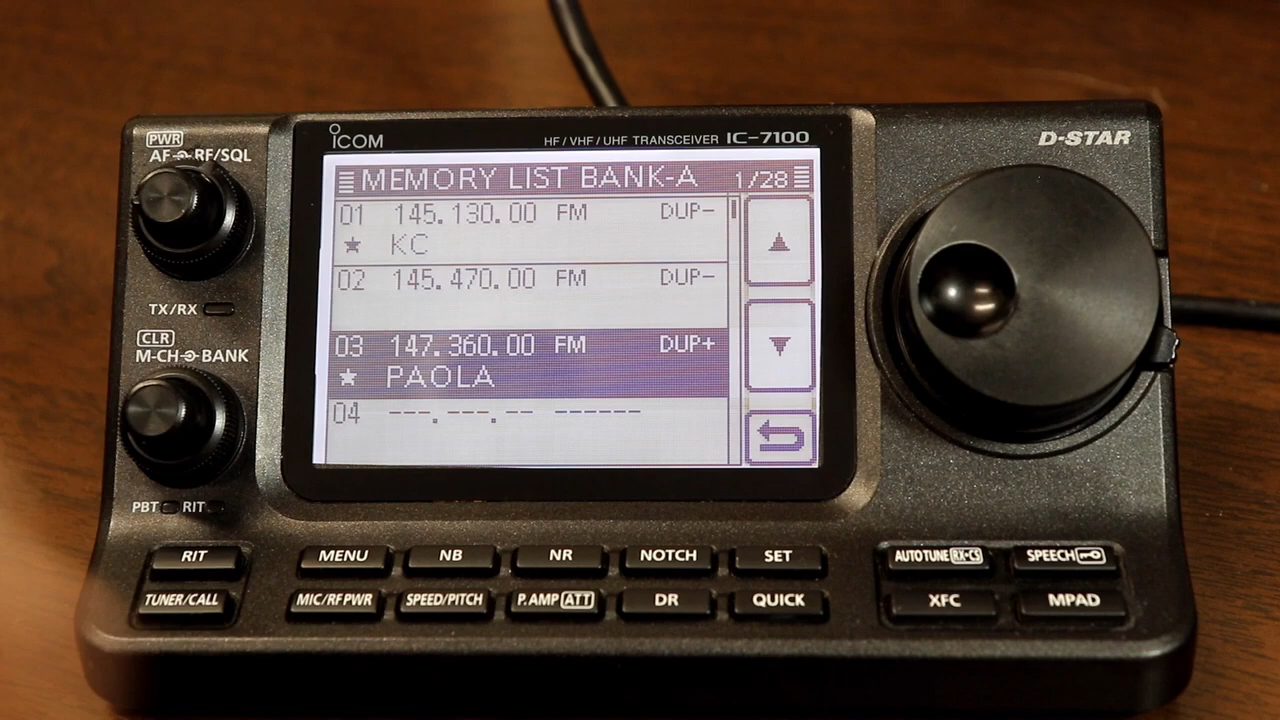 ICOM
HF/VHF/UHF TRANSCEIVER IC-7100
D-STAR
PWR
AF RF/SQL
TX/RX
CLR
M-CH BANK
PBT RIT
MEMORY LIST BANK-A 1/28
01 145.130.00 FM DUP-
★ KC
02 145.470.00 FM DUP-
03 147.360.00 FM DUP+
★ PAOLA
04 ---.---.-- ------
RIT MENU NB NR NOTCH SET AUTO TUNE RX-CS SPEECH
TUNER/CALL MIC/RF PWR SPEED/PITCH P.AMP ATT DR QUICK XFC MPAD